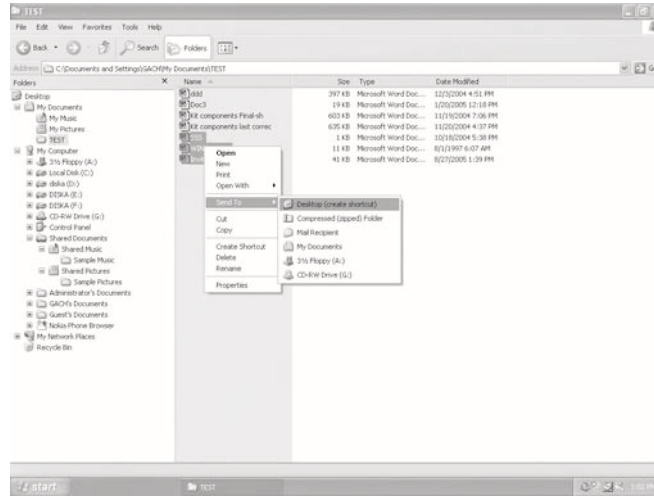 TEST
File Edit View Favorites Tools Help
Back Search Folders
Address C:\Documents and Settings\GACH\My Documents\TEST
Folders
Desktop
My Documents
My Music
My Pictures
TEST
My Computer
3½ Floppy (A:)
Local Disk (C:)
diska (D:)
DISKA (E:)
DISKA (F:)
CD-RW Drive (G:)
Control Panel
Shared Documents
Shared Music
Sample Music
Shared Pictures
Sample Pictures
Administrator's Documents
GACH's Documents
Guest's Documents
Nokia Phone Browser
My Network Places
Recycle Bin
Name Size Type Date Modified
ddd 397 KB Microsoft Word Doc... 12/3/2004 4:51 PM
Doc3 19 KB Microsoft Word Doc... 1/20/2005 12:18 PM
Kit components Final-sh 603 KB Microsoft Word Doc... 11/19/2004 7:06 PM
Kit components last correc 635 KB Microsoft Word Doc... 11/20/2004 4:37 PM
1 KB Microsoft Word Doc... 10/18/2004 5:38 PM
11 KB Microsoft Word Doc... 8/1/1997 6:07 AM
41 KB Microsoft Word Doc... 8/27/2005 1:39 PM
Open
New
Print
Open With
Send To
Cut
Copy
Create Shortcut
Delete
Rename
Properties
Desktop (create shortcut)
Compressed (zipped) Folder
Mail Recipient
My Documents
3½ Floppy (A:)
CD-RW Drive (G:)
start TEST